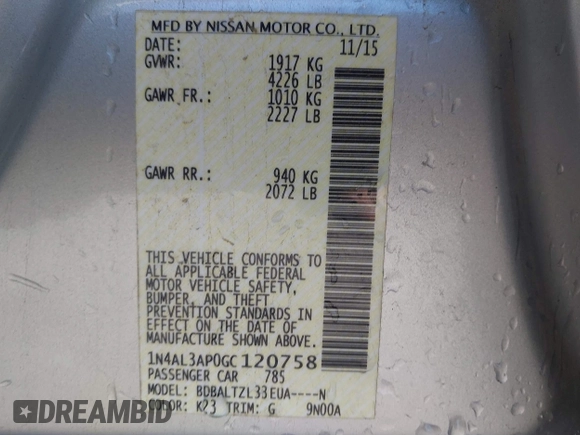 MFD BY NISSAN MOTOR CO., LTD.
DATE: 11/15
GVWR: 1917 KG
4226 LB
GAWR FR.: 1010 KG
2227 LB
GAWR RR.: 940 KG
2072 LB
THIS VEHICLE CONFORMS TO
ALL APPLICABLE FEDERAL
MOTOR VEHICLE SAFETY,
BUMPER, AND THEFT
PREVENTION STANDARDS IN
EFFECT ON THE DATE OF
MANUFACTURE SHOWN ABOVE.
1N4AL3AP0GC120758
PASSENGER CAR 785
MODEL: BDBALTZL33EUA----N
COLOR: K23 TRIM: G 9N00A
© AUTOBIDCAR